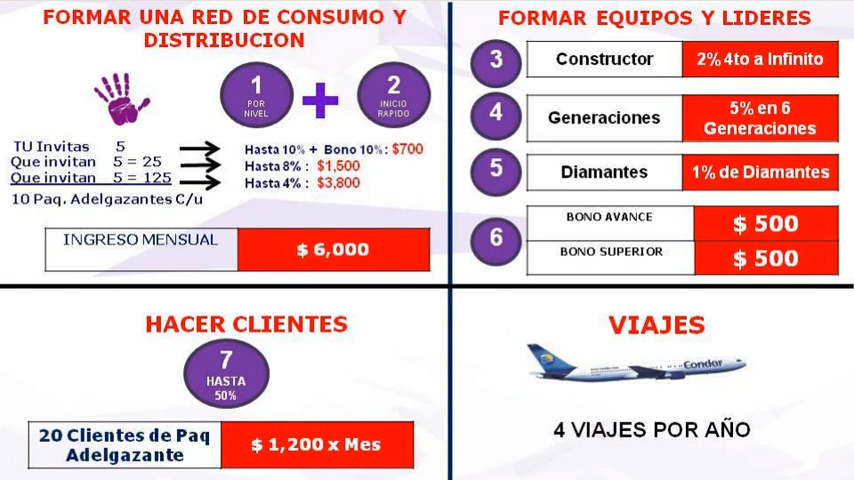 FORMAR UNA RED DE CONSUMO Y
DISTRIBUCION
1
POR
NIVEL
2
INICIO
RAPIDO
TU Invitas 5
Que invitan 5 = 25
Que invitan 5 = 125
10 Paq. Adelgazantes C/u
Hasta 10% + Bono 10% : $700
Hasta 8% : $1,500
Hasta 4% : $3,800
INGRESO MENSUAL
$ 6,000
FORMAR EQUIPOS Y LIDERES
3
Constructor
2% 4to a Infinito
4
Generaciones
5% en 6
Generaciones
5
Diamantes
1% de Diamantes
6
BONO AVANCE
$ 500
BONO SUPERIOR
$ 500
HACER CLIENTES
7
HASTA
50%
20 Clientes de Paq
Adelgazante
$ 1,200 x Mes
VIAJES
Condor
4 VIAJES POR AÑO